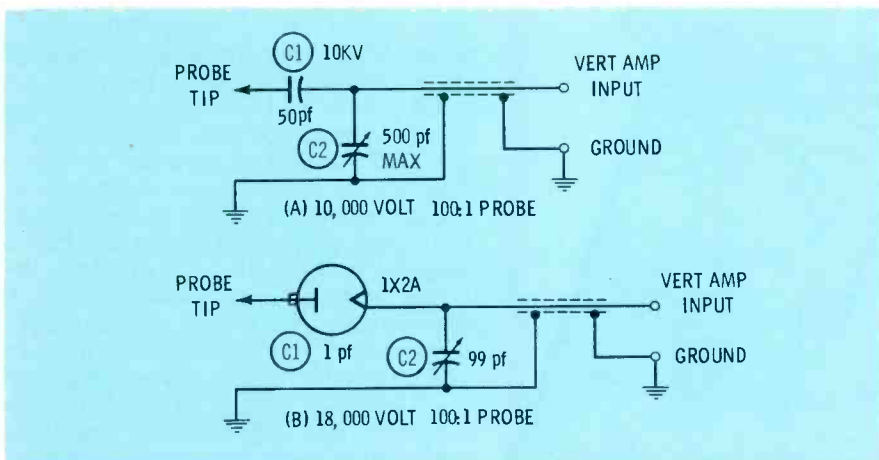 C1 10KV
PROBE
TIP
50pf
VERT AMP
INPUT
C2 500 pf
MAX
GROUND
(A) 10,000 VOLT 100:1 PROBE
PROBE
TIP
1X2A
VERT AMP
INPUT
C1 1 pf
C2 99 pf
GROUND
(B) 18,000 VOLT 100:1 PROBE